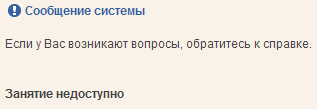 Сообщение системы
Если у Вас возникают вопросы, обратитесь к справке.
Занятие недоступно